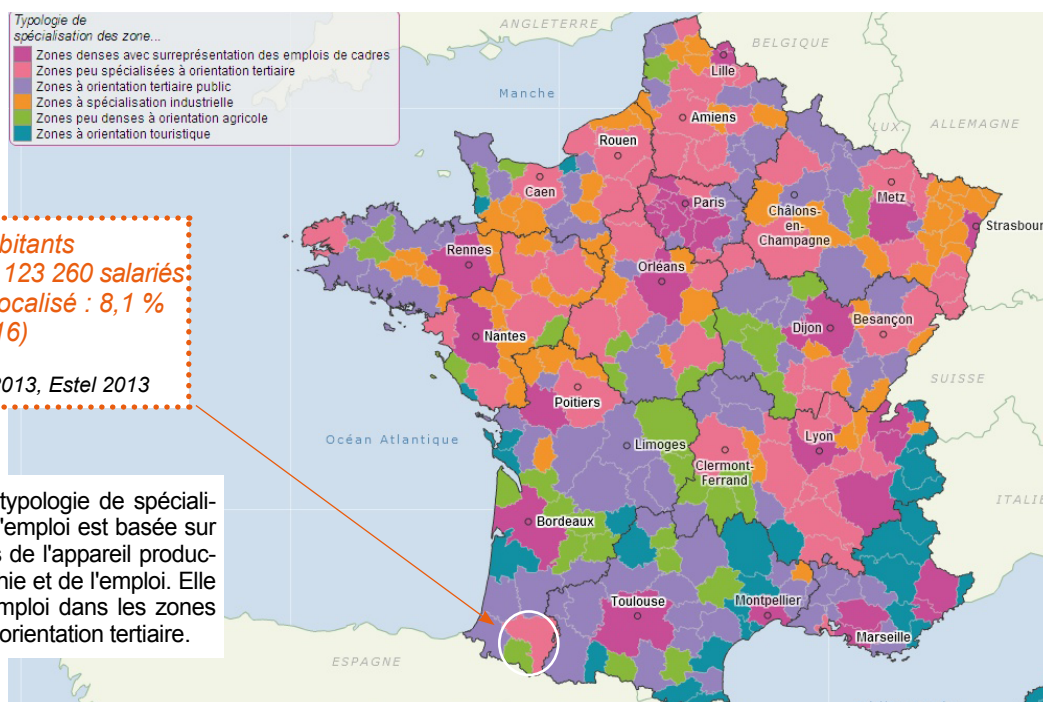 Typologie de
spécialisation des zone...
Zones denses avec surreprésentation des emplois de cadres
Zones peu spécialisées à orientation tertiaire
Zones à orientation tertiaire public
Zones à spécialisation industrielle
Zones peu denses à orientation agricole
Zones à orientation touristique
ANGLETERRE
BELGIQUE
Lille
Manche
Amiens
LUX.
ALLEMAGNE
Rouen
Caen
Paris
Châlons-
en-
Champagne
Metz
Strasbour
bitants
123 260 salariés
ocalisé : 8,1 %
16)
2013, Estel 2013
Rennes
Orléans
Nantes
Dijon
Besançon
SUISSE
Poitiers
Océan Atlantique
Limoges
Clermont-
Ferrand
Lyon
ITALIE
typologie de spéciali-
'emploi est basée sur
s de l'appareil produc-
nie et de l'emploi. Elle
emploi dans les zones
orientation tertiaire.
Bordeaux
Toulouse
Montpellier
Marseille
ESPAGNE